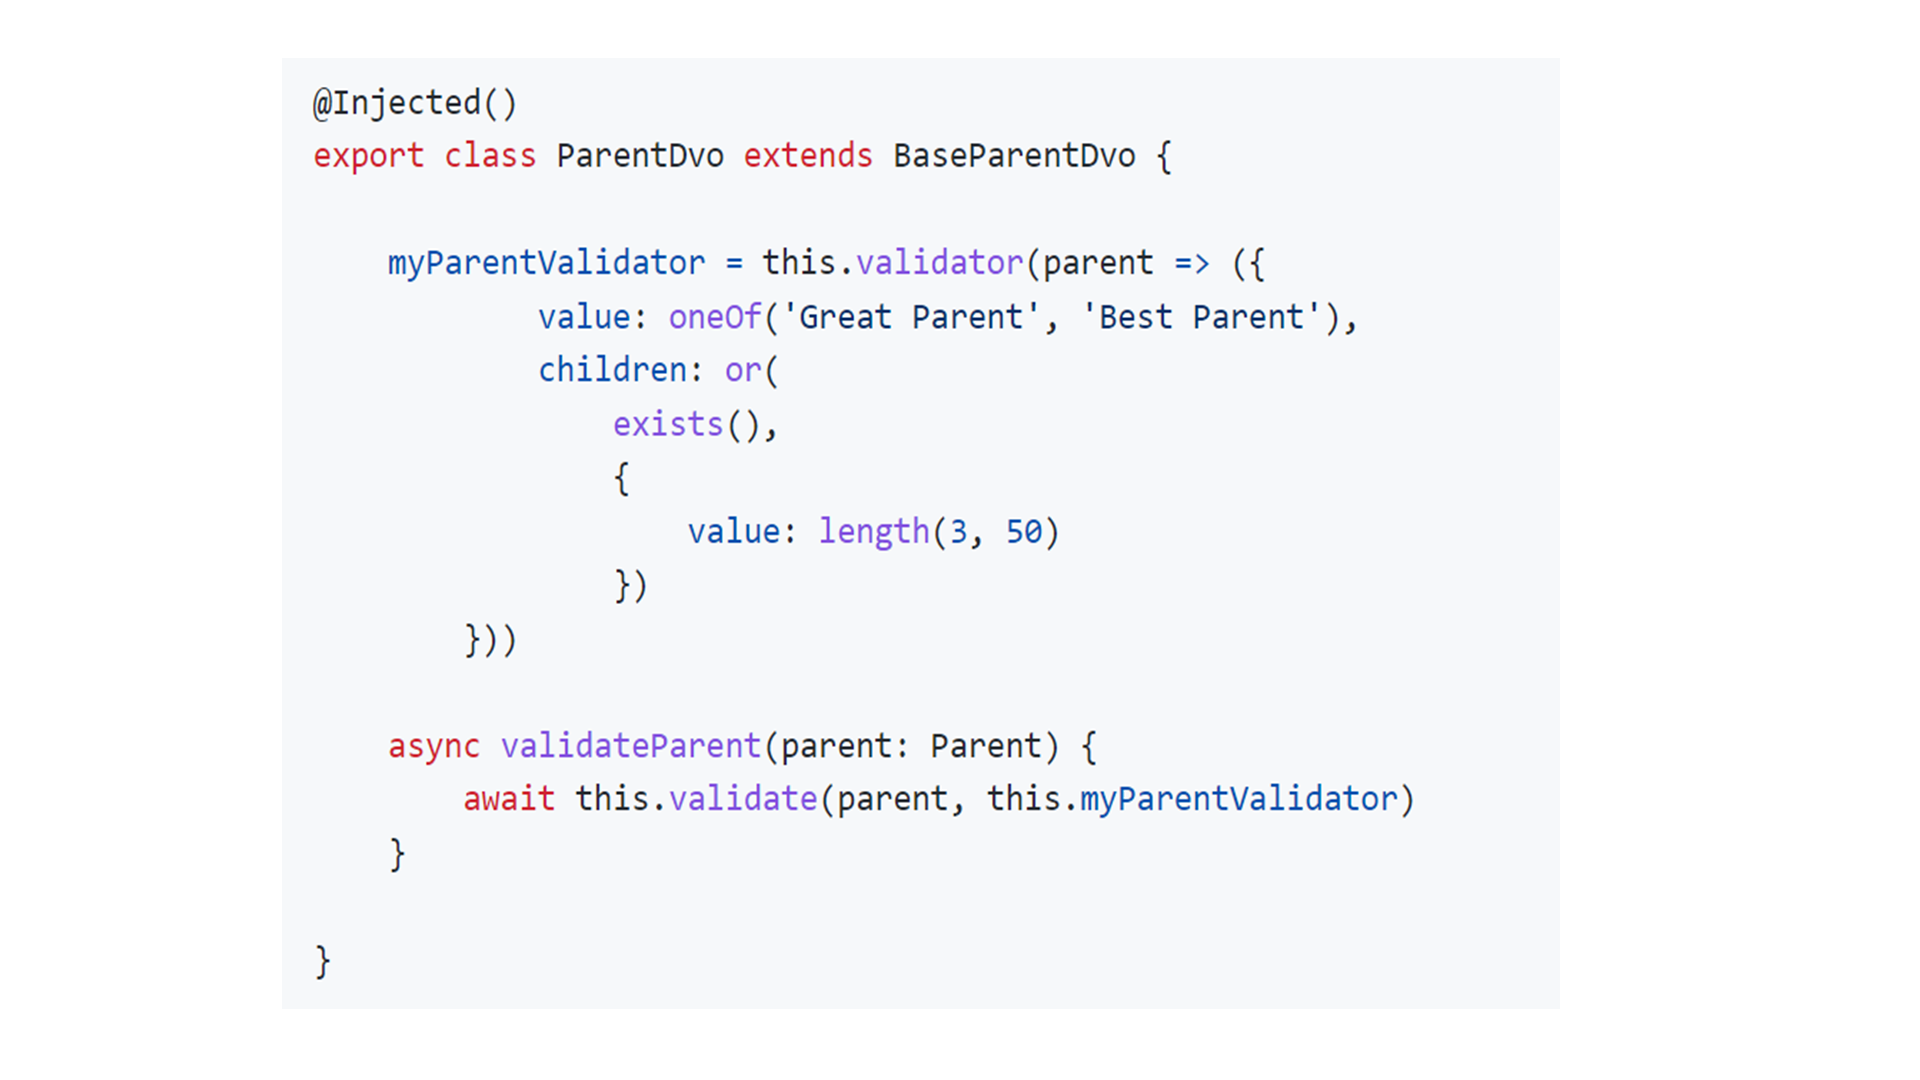 @Injected()
export class ParentDvo extends BaseParentDvo {
    myParentValidator = this.validator(parent => ({
            value: oneOf('Great Parent', 'Best Parent'),
            children: or(
                exists(),
                {
                    value: length(3, 50)
                })
        }))
    async validateParent(parent: Parent) {
        await this.validate(parent, this.myParentValidator)
    }
}